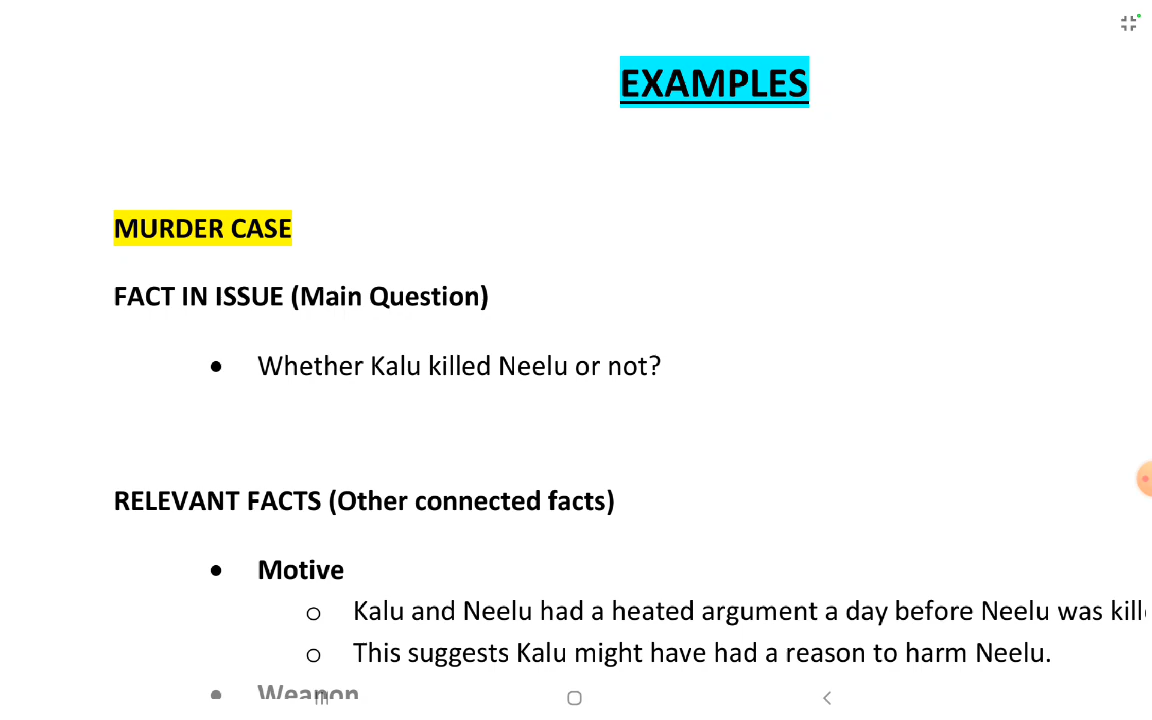 EXAMPLES
MURDER CASE
FACT IN ISSUE (Main Question)
• Whether Kalu killed Neelu or not?
RELEVANT FACTS (Other connected facts)
• Motive
o Kalu and Neelu had a heated argument a day before Neelu was kill
o This suggests Kalu might have had a reason to harm Neelu.
• Weapon